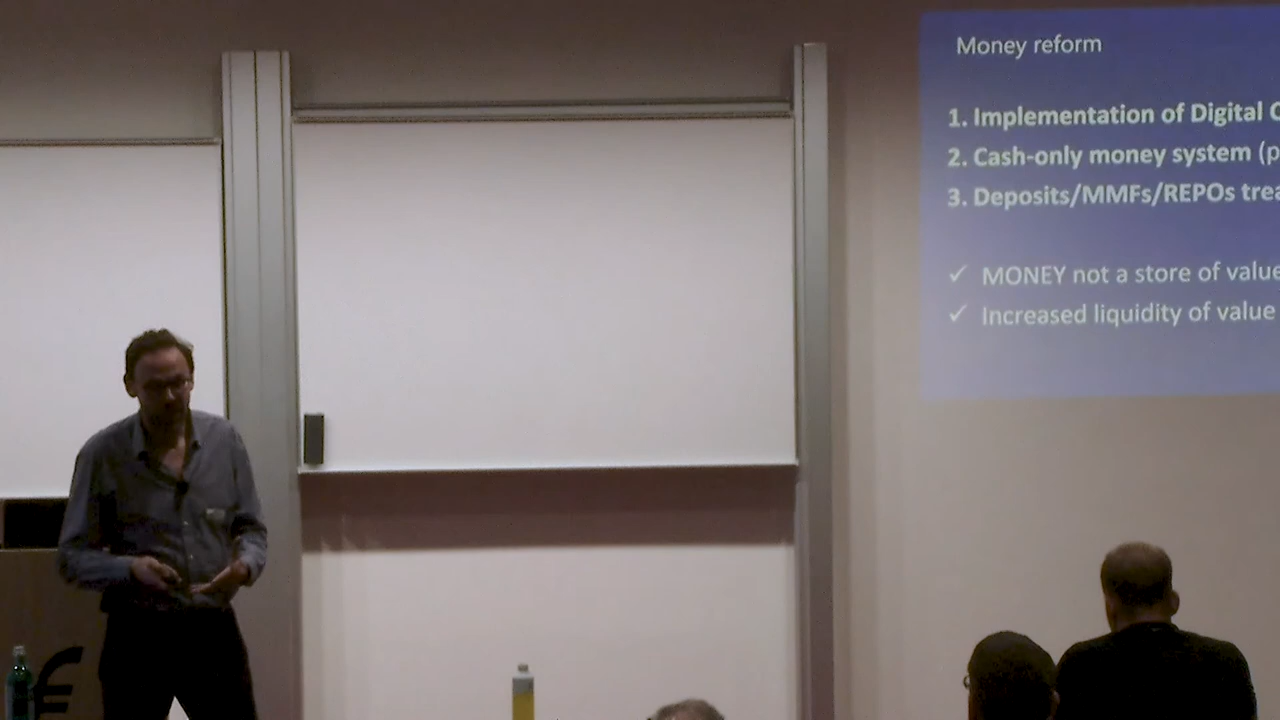 Money reform
1. Implementation of Digital
2. Cash-only money system
3. Deposits/MMFs/REPOs
✓ MONEY not a store of value
✓ Increased liquidity of value